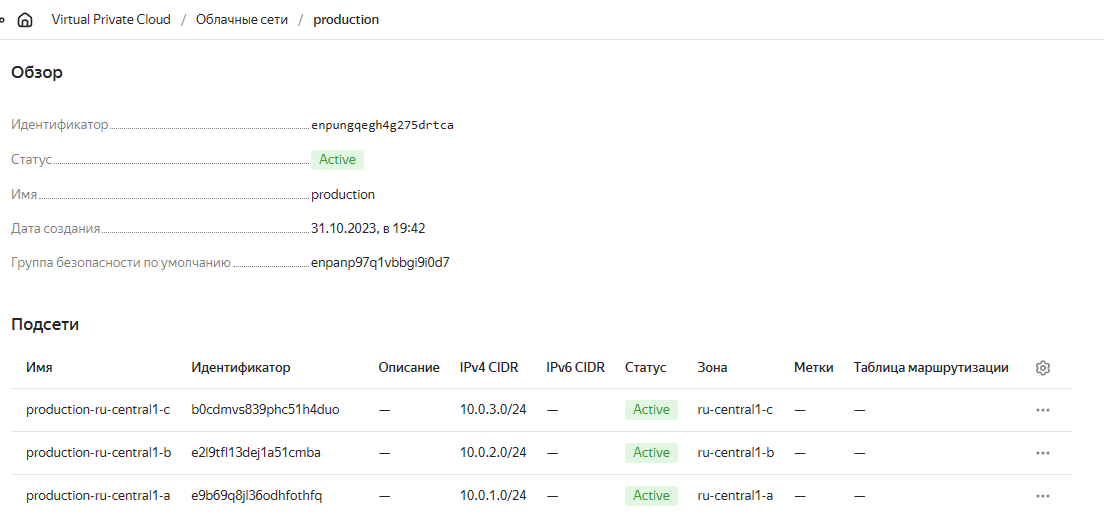 Virtual Private Cloud / Облачные сети / production
Обзор
Идентификатор enpungqegh4g275drtca
Статус Active
Имя production
Дата создания 31.10.2023, в 19:42
Группа безопасности по умолчанию enpanp97q1vbbgi9i0d7
Подсети
Имя Идентификатор Описание IPv4 CIDR IPv6 CIDR Статус Зона Метки Таблица маршрутизации
production-ru-central1-c b0cdmvs839phc51h4duo — 10.0.3.0/24 — Active ru-central1-c — —
production-ru-central1-b e2l9tfl13dej1a51cmba — 10.0.2.0/24 — Active ru-central1-b — —
production-ru-central1-a e9b69q8jl36odhfothfq — 10.0.1.0/24 — Active ru-central1-a — —